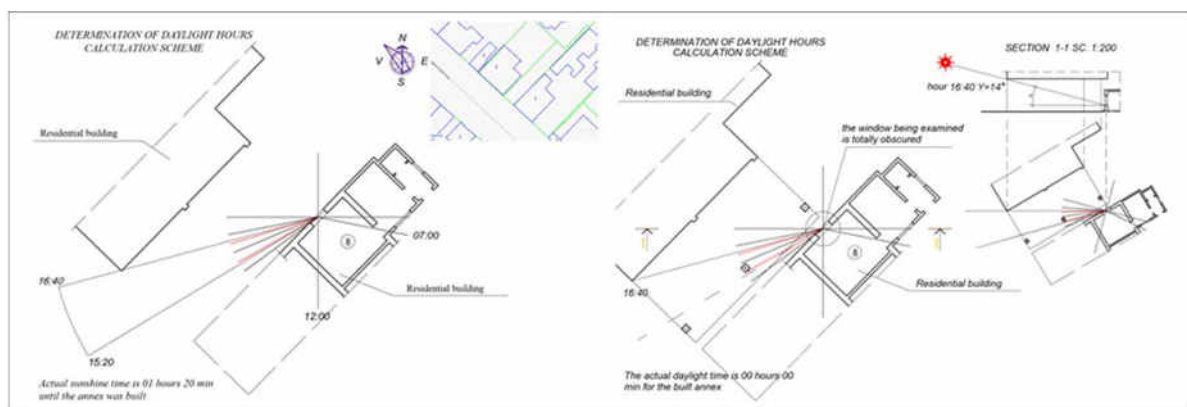 DETERMINATION OF DAYLIGHT HOURS
CALCULATION SCHEME
N
V
E
S
Residential building
07:00
8
Residential building
16:40
12:00
15:20
Actual sunshine time is 01 hours 20 min
until the annex was built
DETERMINATION OF DAYLIGHT HOURS
CALCULATION SCHEME
SECTION 1-1 SC. 1:200
hour 16:40 Y=14°
Residential building
the window being examined
is totally obscured
8
Residential building
16:40
The actual daylight time is 00 hours 00
min for the built annex